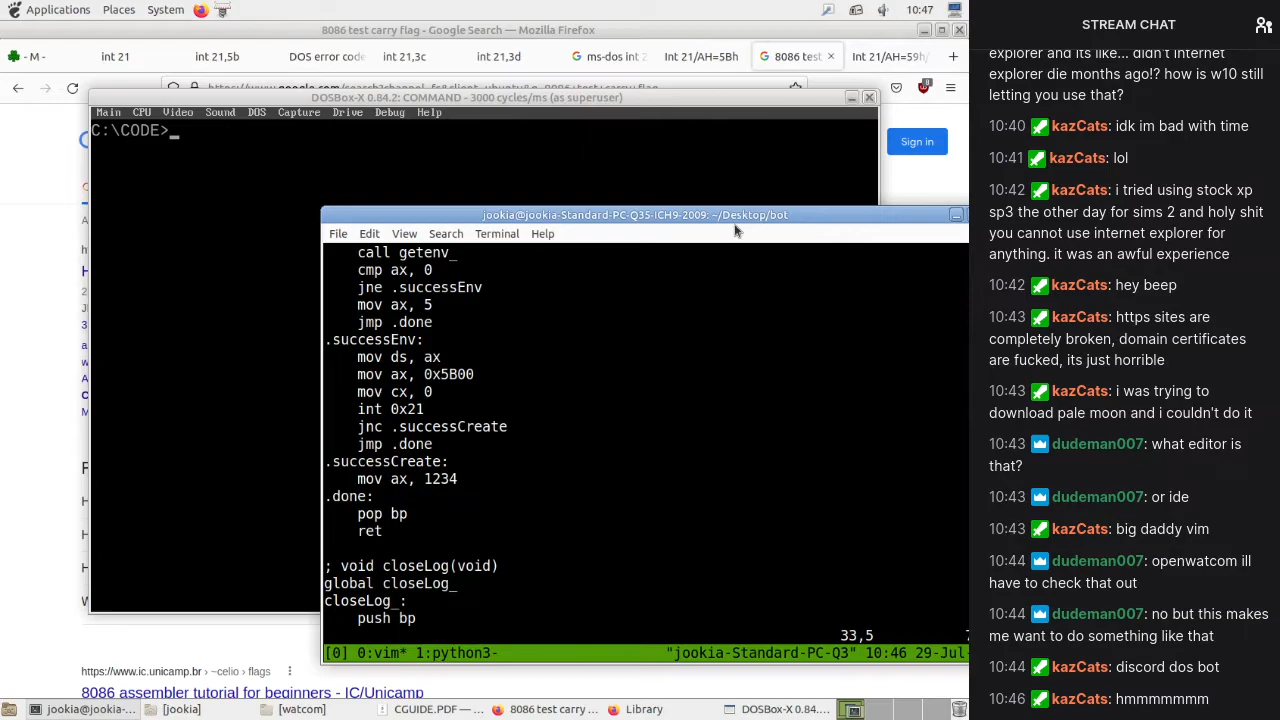 Applications Places System
10:47
8086 test carry flag - Google Search — Mozilla Firefox
- M -
int 21
int 21,5b
DOS error code
int 21,3c
int 21,3d
ms-dos int 2
Int 21/AH=5Bh
8086 test
Int 21/AH=59h/
DOSBox-X 0.84.2: COMMAND - 3000 cycles/ms (as superuser)
Main CPU Video Sound DOS Capture Drive Debug Help
C:\CODE>_
Sign in
jookia@jookia-Standard-PC-Q35-ICH9-2009: ~/Desktop/bot
File Edit View Search Terminal Help
call getenv_
cmp ax, 0
jne .successEnv
mov ax, 5
jmp .done
.successEnv:
mov ds, ax
mov ax, 0x5B00
mov cx, 0
int 0x21
jnc .successCreate
jmp .done
.successCreate:
mov ax, 1234
.done:
pop bp
ret
; void closeLog(void)
global closeLog_
closeLog_:
push bp
33,5
[0] 0:vim* 1:python3- "jookia-Standard-PC-Q3" 10:46 29-Jul-
https://www.ic.unicamp.br › ~celio › flags
8086 assembler tutorial for beginners - IC/Unicamp
jookia@jookia-...
[jookia]
[watcom]
CGUIDE.PDF — ...
8086 test carry ...
Library
DOSBox-X 0.84....
STREAM CHAT
explorer and its like... didn't internet
explorer die months ago!? how is w10 still
letting you use that?
10:40 kazCats: idk im bad with time
10:41 kazCats: lol
10:42 kazCats: i tried using stock xp
sp3 the other day for sims 2 and holy shit
you cannot use internet explorer for
anything. it was an awful experience
10:42 kazCats: hey beep
10:43 kazCats: https sites are
completely broken, domain certificates
are fucked, its just horrible
10:43 kazCats: i was trying to
download pale moon and i couldn't do it
10:43 dudeman007: what editor is
that?
10:43 dudeman007: or ide
10:43 kazCats: big daddy vim
10:44 dudeman007: openwatcom ill
have to check that out
10:44 dudeman007: no but this makes
me want to do something like that
10:44 kazCats: discord dos bot
10:46 kazCats: hmmmmmmm